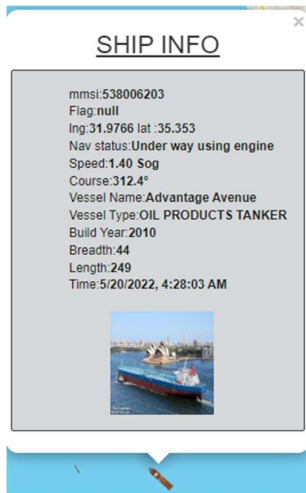 ×
SHIP INFO
mmsi:538006203
Flag:null
lng:31.9766 lat :35.353
Nav status:Under way using engine
Speed:1.40 Sog
Course:312.4°
Vessel Name:Advantage Avenue
Vessel Type:OIL PRODUCTS TANKER
Build Year:2010
Breadth:44
Length:249
Time:5/20/2022, 4:28:03 AM